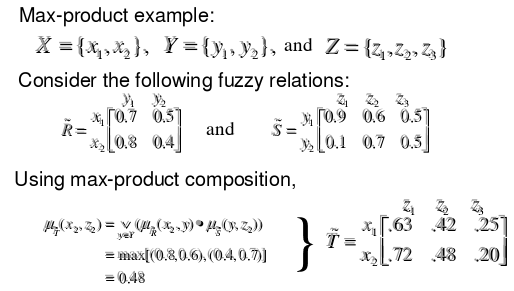 Max-product example:
X = {x₁, x₂}, Y = {y₁, y₂}, and Z = {z₁, z₂, z₃}
Consider the following fuzzy relations:
y₁ y₂ z₁ z₂ z₃
R̃ = x₁ [0.7 0.5] and S̃ = y₁ [0.9 0.6 0.5]
x₂ [0.8 0.4] y₂ [0.1 0.7 0.5]
Using max-product composition,
z₁ z₂ z₃
μ_T̃(x₂, z₂) = ∨_{y∈Y} (μ_R̃(x₂, y) • μ_S̃(y, z₂))
= max[(0.8,0.6),(0.4,0.7)]
= 0.48
} T̃ = x₁ [.63 .42 .25]
x₂ [.72 .48 .20]